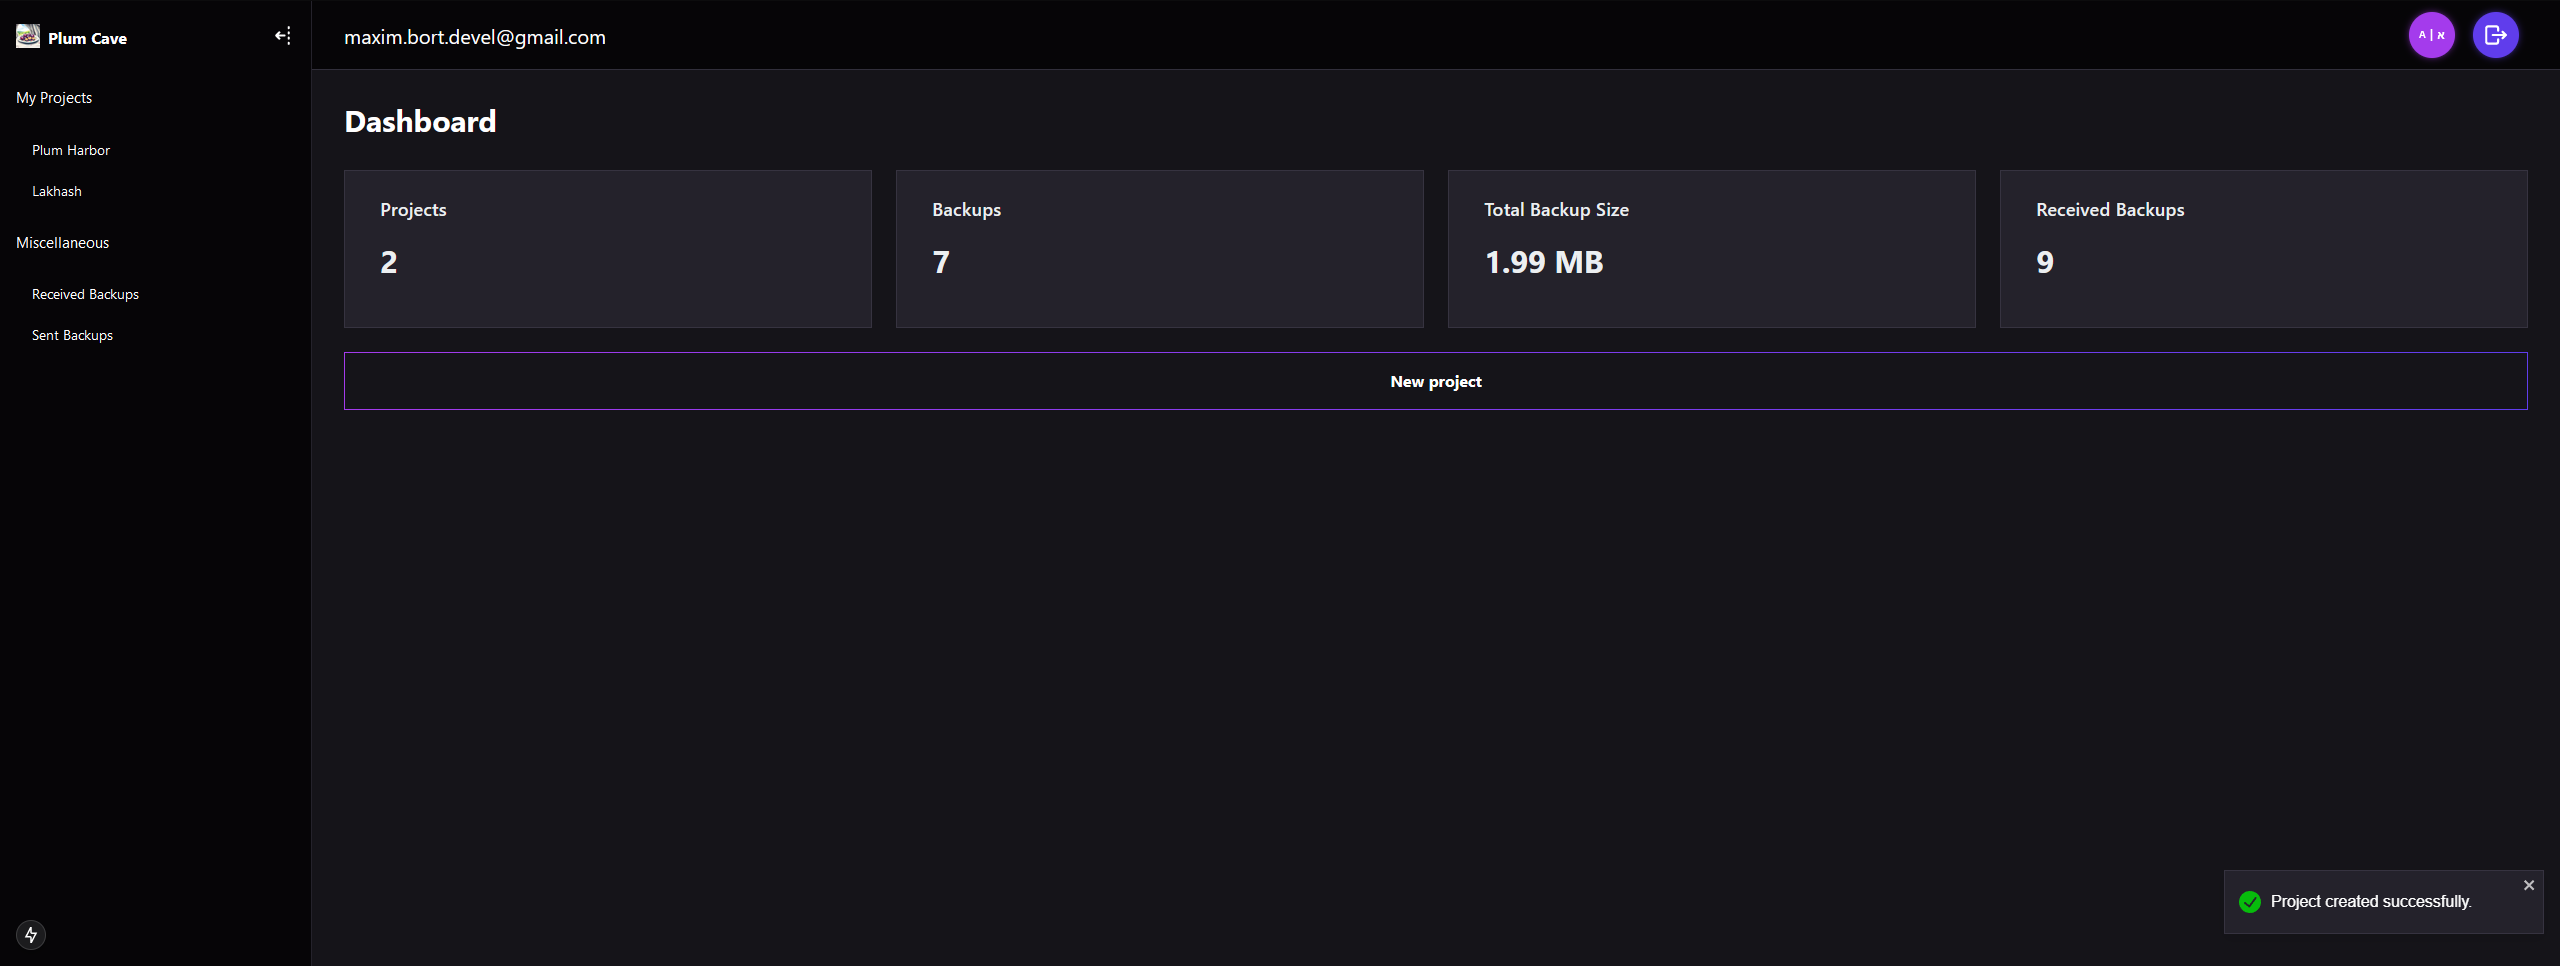 Plum Cave
My Projects
Plum Harbor
Lakhash
Miscellaneous
Received Backups
Sent Backups
maxim.bort.devel@gmail.com
A | א
Dashboard
Projects
2
Backups
7
Total Backup Size
1.99 MB
Received Backups
9
New project
Project created successfully.